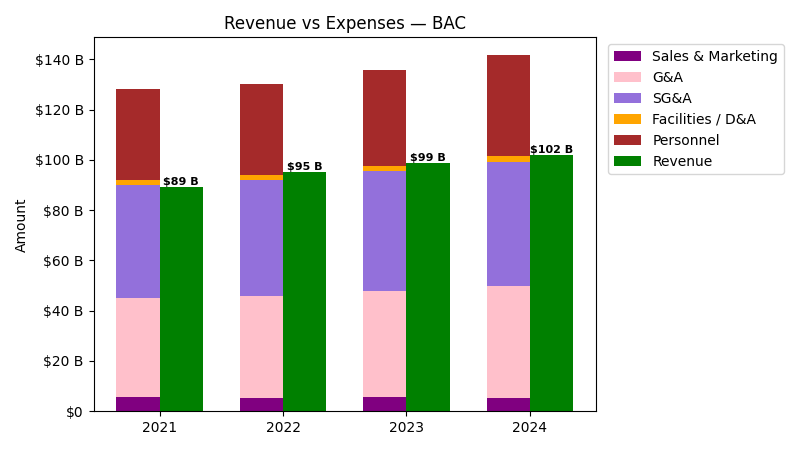 Revenue vs Expenses — BAC
Sales & Marketing
G&A
SG&A
Facilities / D&A
Personnel
Revenue
Amount
$140 B
$120 B
$100 B
$80 B
$60 B
$40 B
$20 B
$0
$89 B
$95 B
$99 B
$102 B
2021
2022
2023
2024